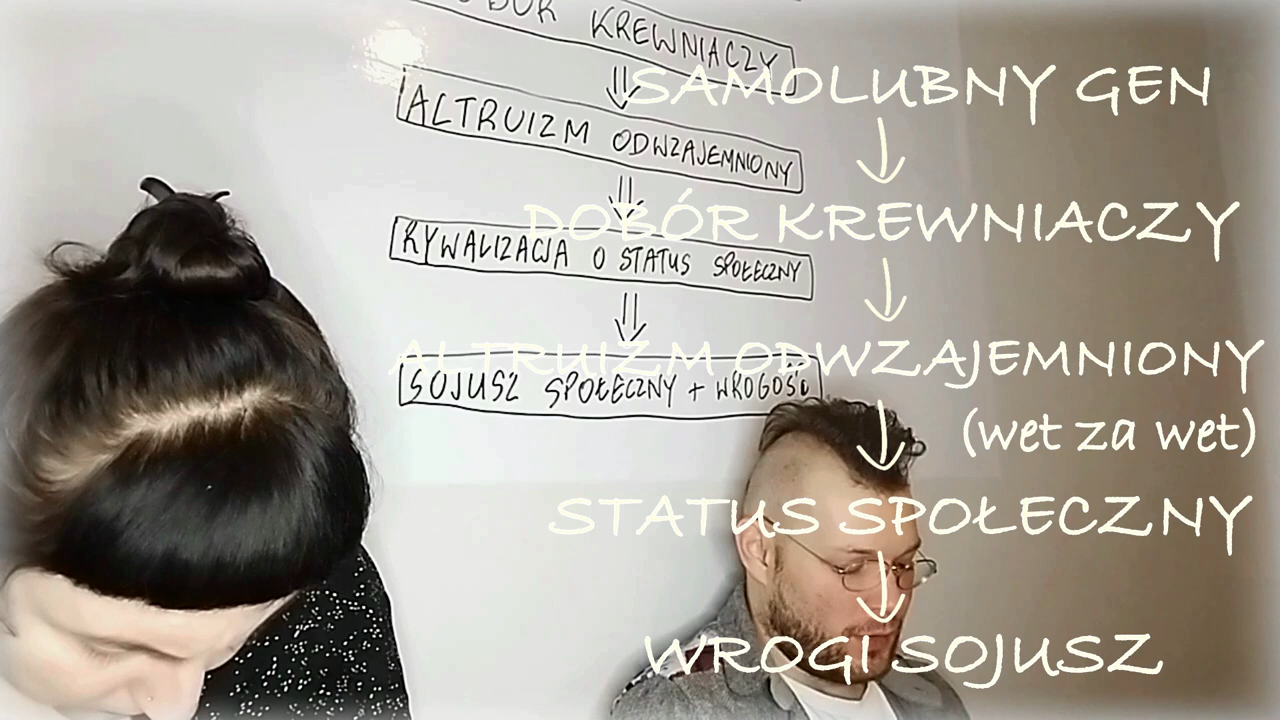 DOBÓR KREWNIACZY
ALTRUIZM ODWZAJEMNIONY
RYWALIZACJA O STATUS SPOŁECZNY
SOJUSZ SPOŁECZNY + WROGOŚĆ
SAMOLUBNY GEN
DOBÓR KREWNIACZY
ALTRUIZM ODWZAJEMNIONY
(wet za wet)
STATUS SPOŁECZNY
WROGI SOJUSZ